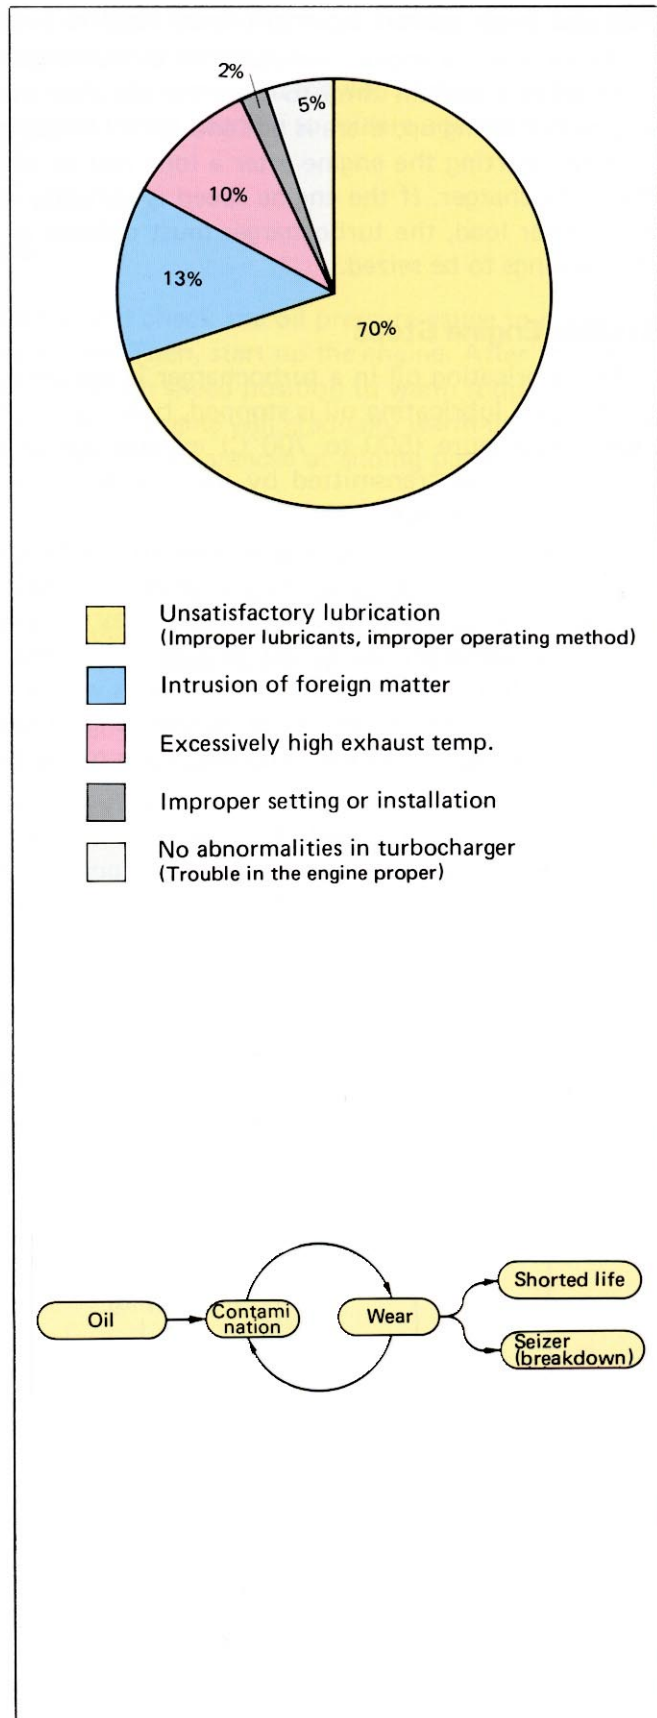 2%
5%
10%
13%
70%
Unsatisfactory lubrication
(Improper lubricants, improper operating method)
Intrusion of foreign matter
Excessively high exhaust temp.
Improper setting or installation
No abnormalities in turbocharger
(Trouble in the engine proper)
Oil
Contami
nation
Wear
Shorted life
Seizer
(breakdown)